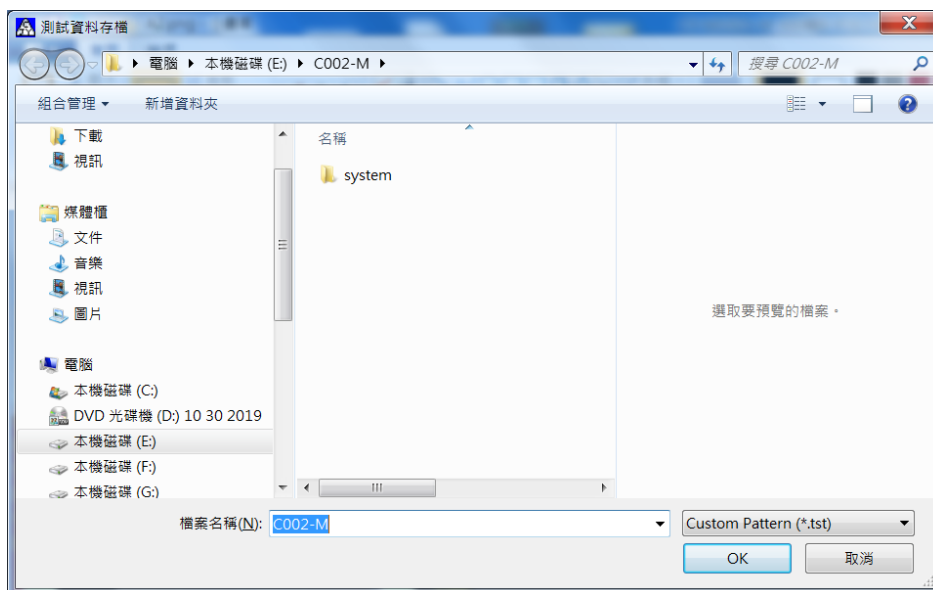 測試資料存檔
電腦 ▸ 本機磁碟 (E:) ▸ C002-M ▸
搜尋 C002-M
組合管理 ▾ 新增資料夾
下載
視訊
媒體櫃
文件
音樂
視訊
圖片
電腦
本機磁碟 (C:)
DVD 光碟機 (D:) 10 30 2019
本機磁碟 (E:)
本機磁碟 (F:)
本機磁碟 (G:)
名稱
system
選取要預覽的檔案。
檔案名稱(N): C002-M
Custom Pattern (*.tst)
OK 取消